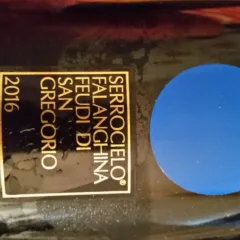 SERROCIELO®
FALANGHINA
FEUDI DI
SAN
GREGORIO
2016